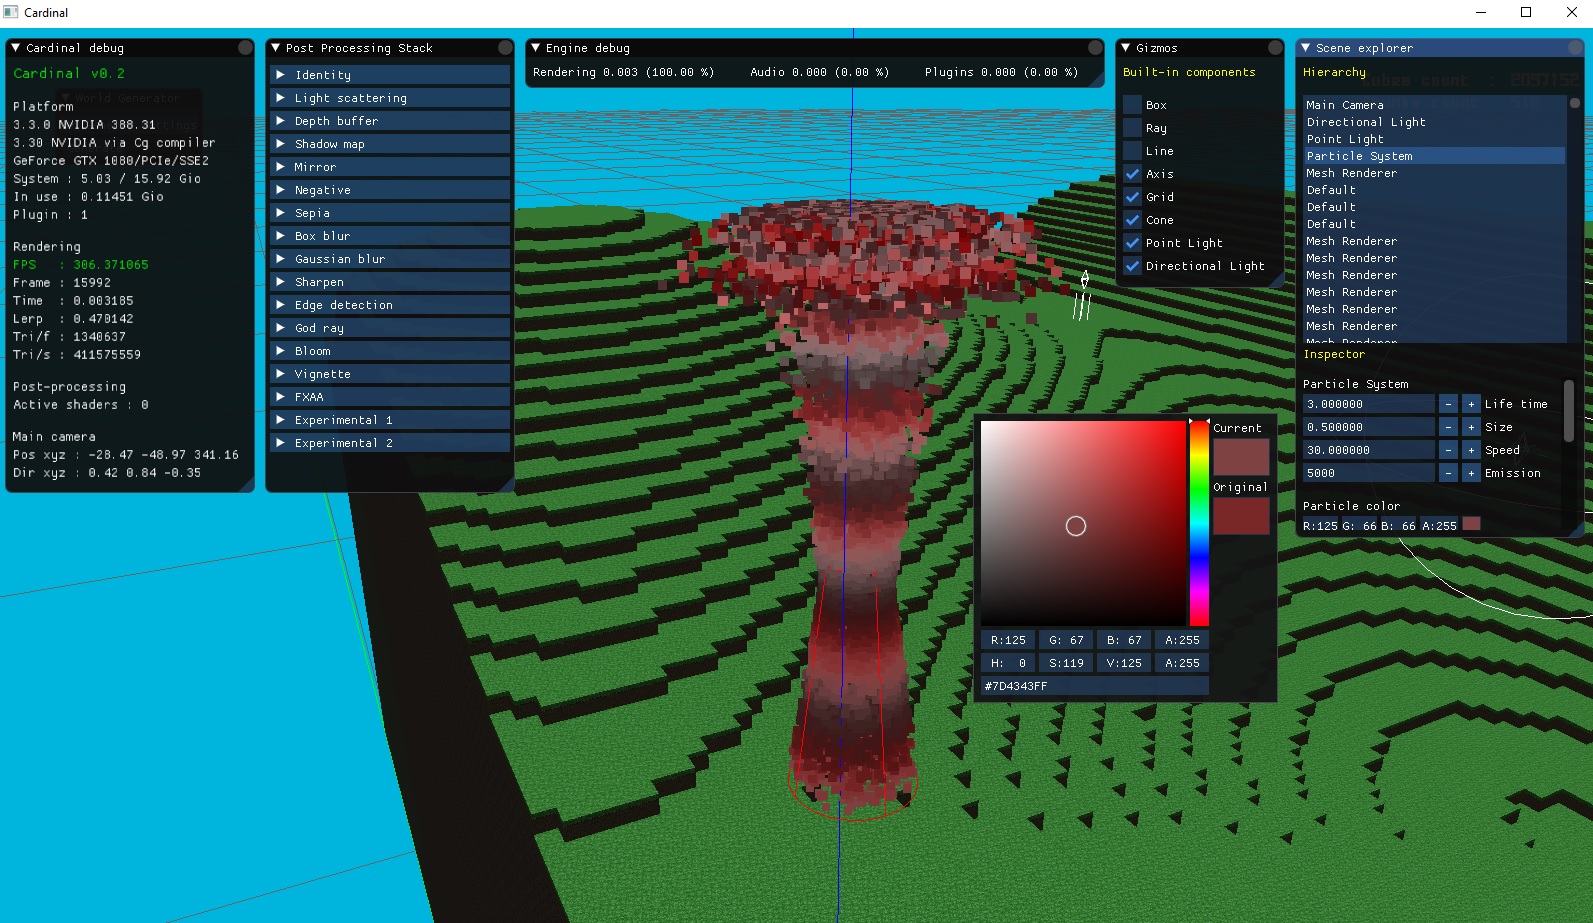 Cardinal
Cardinal debug
Cardinal v0.2
World Generator
Platform
3.3.0 NVIDIA 388.31
3.30 NVIDIA via Cg compiler
GeForce GTX 1080/PCIe/SSE2
System : 5.03 / 15.92 Gio
In use : 0.11451 Gio
Plugin : 1
Rendering
FPS : 306.371065
Frame : 15992
Time : 0.003185
Lerp : 0.470142
Tri/f : 1340637
Tri/s : 411575559
Post-processing
Active shaders : 0
Main camera
Pos xyz : -28.47 -48.97 341.16
Dir xyz : 0.42 0.84 -0.35
Post Processing Stack
Identity
Light scattering
Depth buffer
Shadow map
Mirror
Negative
Sepia
Box blur
Gaussian blur
Sharpen
Edge detection
God ray
Bloom
Vignette
FXAA
Experimental 1
Experimental 2
Engine debug
Rendering 0.003 (100.00 %) Audio 0.000 (0.00 %) Plugins 0.000 (0.00 %)
Gizmos
Built-in components
Box
Ray
Line
Axis
Grid
Cone
Point Light
Directional Light
Scene explorer
Hierarchy
Main Camera
Directional Light
Point Light
Particle System
Mesh Renderer
Default
Default
Default
Mesh Renderer
Mesh Renderer
Mesh Renderer
Mesh Renderer
Mesh Renderer
Mesh Renderer
Mesh Renderer
Inspector
Particle System
3.000000 - + Life time
0.500000 - + Size
30.000000 - + Speed
5000 - + Emission
Particle color
R:125 G: 66 B: 66 A:255
Current
Original
R:125 G: 67 B: 67 A:255
H: 0 S:119 V:125 A:255
#7D4343FF